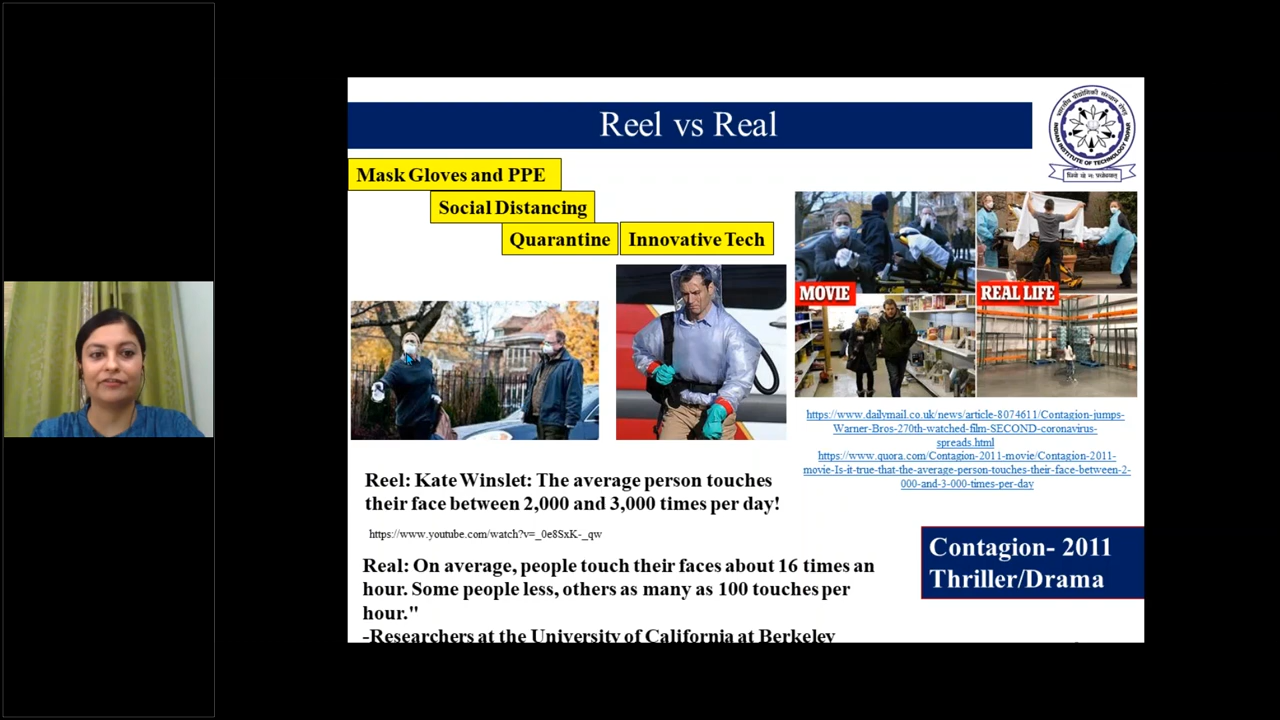 Reel vs Real
Mask Gloves and PPE
Social Distancing
Quarantine
Innovative Tech
INDIAN INSTITUTE OF TECHNOLOGY ROPAR
MOVIE
REAL LIFE
https://www.dailymail.co.uk/news/article-8074611/Contagion-jumps-
Warner-Bros-270th-watched-film-SECOND-coronavirus-
spreads.html
https://www.quora.com/Contagion-2011-movie/Contagion-2011-
movie-Is-it-true-that-the-average-person-touches-their-face-between-2-
000-and-3-000-times-per-day
Reel: Kate Winslet: The average person touches
their face between 2,000 and 3,000 times per day!
https://www.youtube.com/watch?v=_0e8SxK-_qw
Real: On average, people touch their faces about 16 times an
hour. Some people less, others as many as 100 touches per
hour."
-Researchers at the University of California at Berkeley
Contagion- 2011
Thriller/Drama